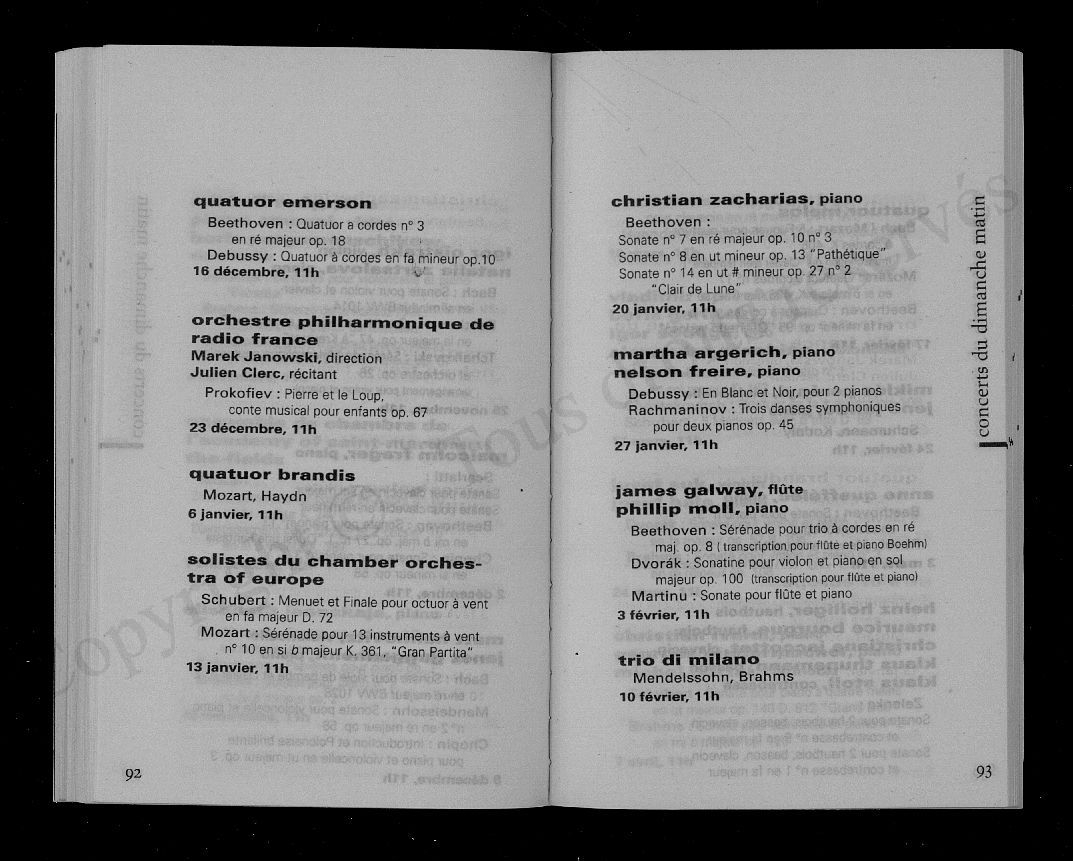 quatuor emerson
Beethoven : Quatuor a cordes n° 3
en ré majeur op. 18
Debussy : Quatuor à cordes en fa mineur op.10
16 décembre, 11h
orchestre philharmonique de
radio france
Marek Janowski, direction
Julien Clerc, récitant
Prokofiev : Pierre et le Loup,
conte musical pour enfants op. 67
23 décembre, 11h
quatuor brandis
Mozart, Haydn
6 janvier, 11h
solistes du chamber orches-
tra of europe
Schubert : Menuet et Finale pour octuor à vent
en fa majeur D. 72
Mozart : Sérénade pour 13 instruments à vent
n° 10 en si b majeur K. 361, "Gran Partita"
13 janvier, 11h
92
christian zacharias, piano
Beethoven :
Sonate n° 7 en ré majeur op. 10 n° 3
Sonate n° 8 en ut mineur op. 13 "Pathétique"
Sonate n° 14 en ut # mineur op. 27 n° 2
"Clair de Lune"
20 janvier, 11h
martha argerich, piano
nelson freire, piano
Debussy : En Blanc et Noir, pour 2 pianos
Rachmaninov : Trois danses symphoniques
pour deux pianos op. 45
27 janvier, 11h
james galway, flûte
phillip moll, piano
Beethoven : Sérénade pour trio à cordes en ré
maj. op. 8 ( transcription pour flûte et piano Boehm)
Dvorák : Sonatine pour violon et piano en sol
majeur op. 100 (transcription pour flûte et piano)
Martinu : Sonate pour flûte et piano
3 février, 11h
trio di milano
Mendelssohn, Brahms
10 février, 11h
concerts du dimanche matin
93